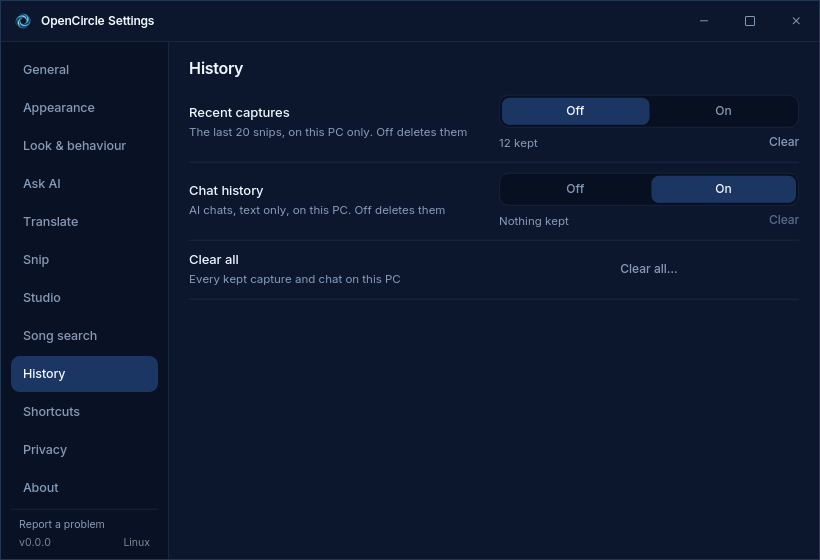 OpenCircle Settings
General
Appearance
Look & behaviour
Ask AI
Translate
Snip
Studio
Song search
History
Shortcuts
Privacy
About
Report a problem
v0.0.0 Linux
History
Recent captures
The last 20 snips, on this PC only. Off deletes them
Off On
12 kept Clear
Chat history
AI chats, text only, on this PC. Off deletes them
Off On
Nothing kept Clear
Clear all
Every kept capture and chat on this PC
Clear all...